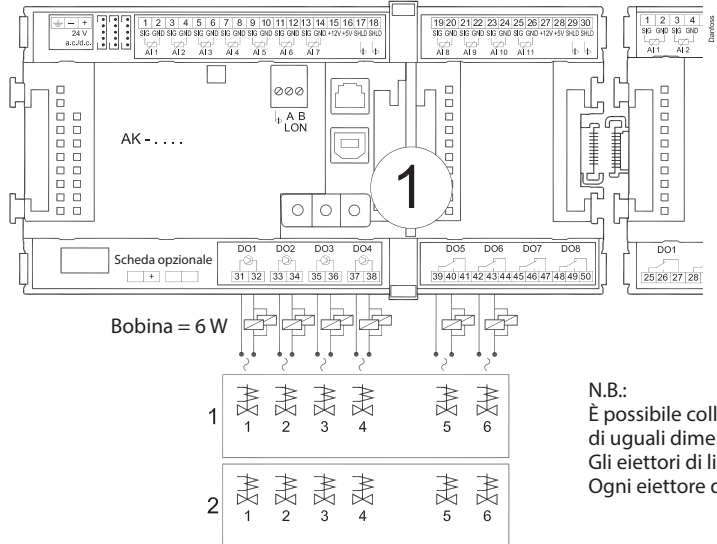 1 2 3 4 5 6 7 8 9 10 11 12 13 14 15 16 17 18
SIG GND SIG GND SIG GND SIG GND SIG GND SIG GND SIG GND +12V +5V SHLD SHLD
AI 1 AI 2 AI 3 AI 4 AI 5 AI 6 AI 7
19 20 21 22 23 24 25 26 27 28 29 30
SIG GND SIG GND SIG GND SIG GND +12V +5V SHLD SHLD
AI 8 AI 9 AI 10 AI 11
1 2 3 4
SIG GND SIG GND
AI 1 AI 2
Danfoss
- +
24 V
a.c./d.c.
A B
LON
AK - . . . .
1
Scheda opzionale
+
DO1 DO2 DO3 DO4
31 32 33 34 35 36 37 38
DO5 DO6 DO7 DO8
39 40 41 42 43 44 45 46 47 48 49 50
DO1
25 26 27 28
Bobina = 6 W
1
1 2 3 4 5 6
2
1 2 3 4 5 6
N.B.:
È possibile coll
di uguali dimer
Gli eiettori di li
Ogni eiettore c